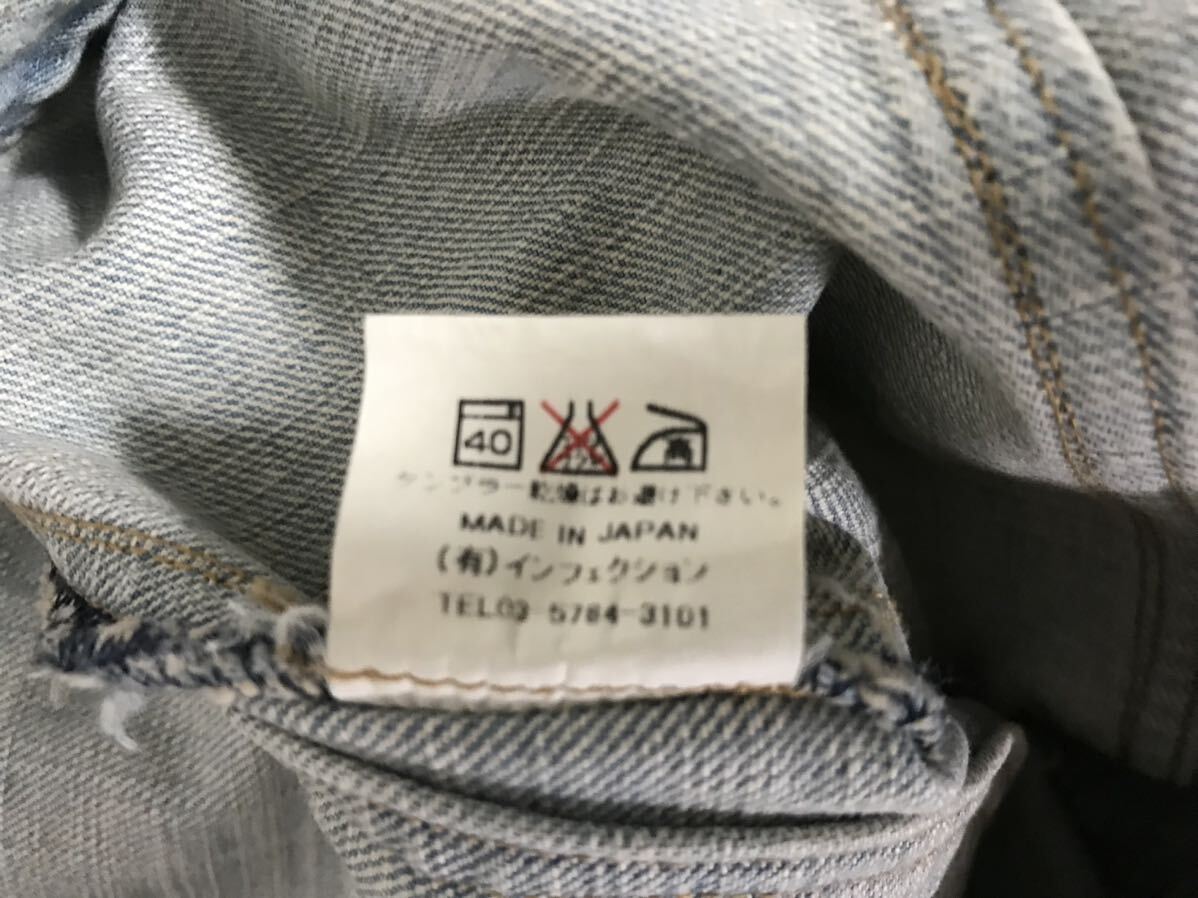 40 高
タンブラー乾燥はお避け下さい。
MADE IN JAPAN
(有)インフェクション
TEL03-5784-3101